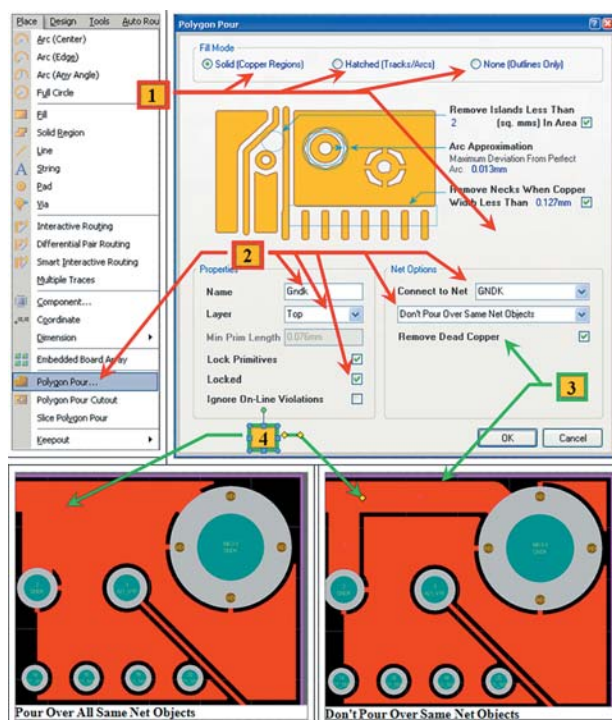 Place Design Tools Auto Rou
Arc (Center)
Arc (Edge)
Arc (Any Angle)
Full Circle
Fill
Solid Region
Line
String
Pad
Via
Interactive Routing
Differential Pair Routing
Smart Interactive Routing
Multiple Traces
Component...
Coordinate
Dimension
Embedded Board Array
Polygon Pour...
Polygon Pour Cutout
Slice Polygon Pour
Keepout
Polygon Pour
Fill Mode
Solid (Copper Regions) Hatched (Tracks/Arcs) None (Outlines Only)
1
Remove Islands Less Than
2 (sq. mms) In Area
Arc Approximation
Maximum Deviation From Perfect
Arc 0.013mm
Remove Necks When Copper
Width Less Than 0.127mm
2
Properties
Name Gndk
Layer Top
Min Prim Length 0.076mm
Lock Primitives
Locked
Ignore On-Line Violations
Net Options
Connect to Net GNDK
Don't Pour Over Same Net Objects
Remove Dead Copper
3
4
OK Cancel
Pour Over All Same Net Objects
Don't Pour Over Same Net Objects